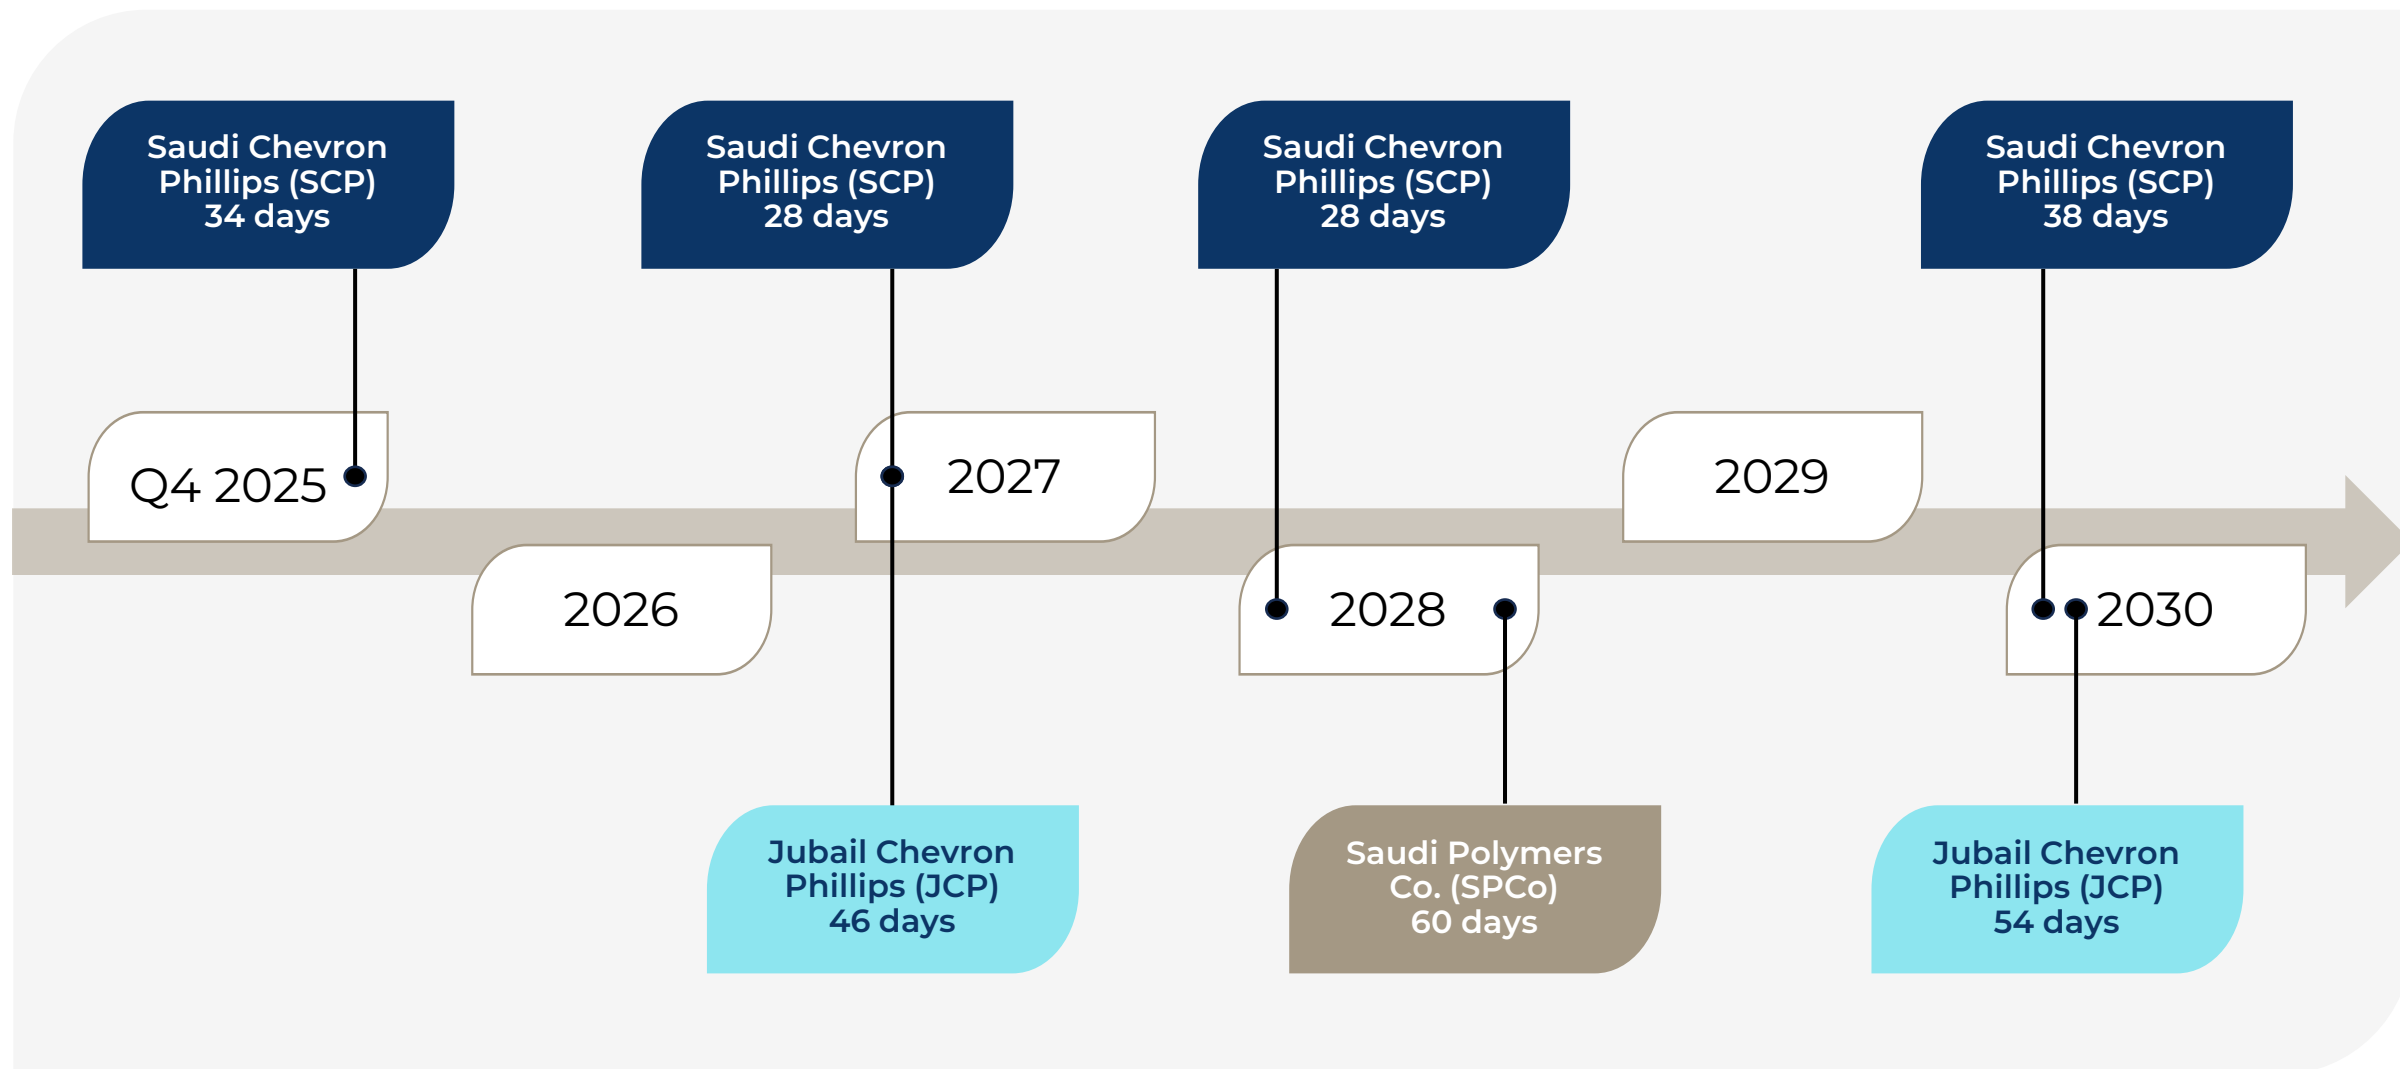 Saudi Chevron
Phillips (SCP)
34 days
Saudi Chevron
Phillips (SCP)
28 days
Saudi Chevron
Phillips (SCP)
28 days
Saudi Chevron
Phillips (SCP)
38 days
Q4 2025
2027
2029
2026
2028
2030
Jubail Chevron
Phillips (JCP)
46 days
Saudi Polymers
Co. (SPCo)
60 days
Jubail Chevron
Phillips (JCP)
54 days